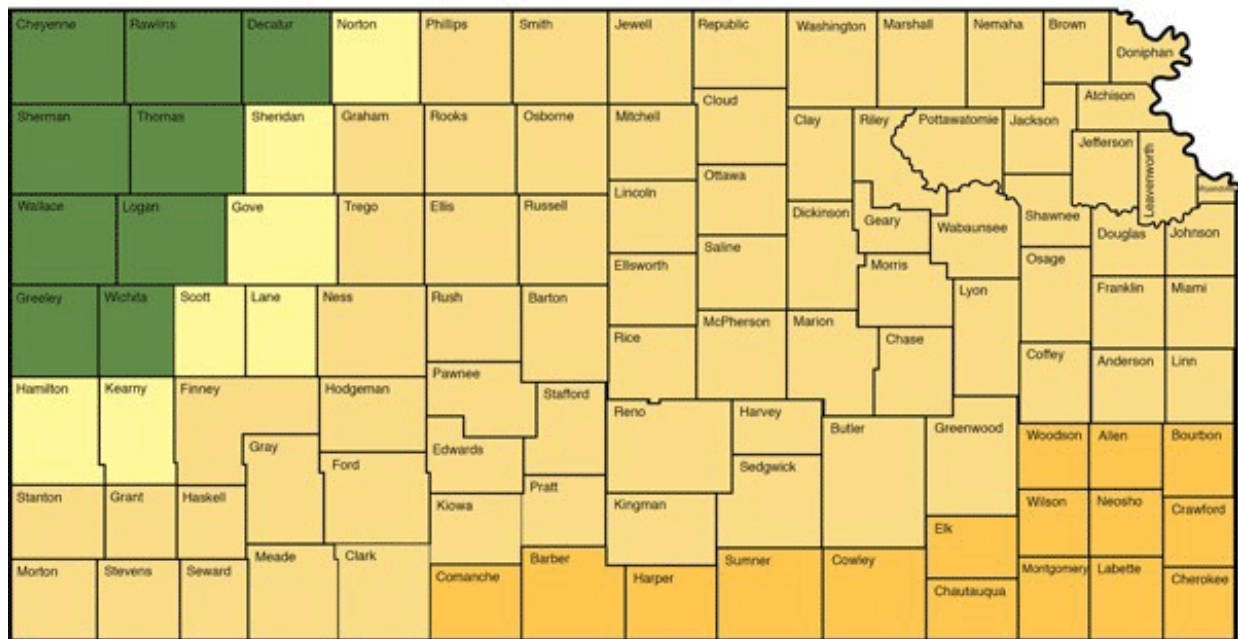 Cheyenne
Rawlins
Decatur
Norton
Phillips
Smith
Jewell
Republic
Washington
Marshall
Nemaha
Brown
Doniphan
Sherman
Thomas
Sheridan
Graham
Rooks
Osborne
Mitchell
Cloud
Clay
Riley
Pottawatomie
Jackson
Atchison
Jefferson
Leavenworth
Wallace
Logan
Gove
Trego
Ellis
Russell
Lincoln
Ottawa
Dickinson
Geary
Wabaunsee
Shawnee
Douglas
Johnson
Saline
Ellsworth
Morris
Osage
Greeley
Wichita
Scott
Lane
Ness
Rush
Barton
Lyon
Franklin
Miami
Rice
McPherson
Marion
Chase
Coffey
Anderson
Linn
Hamilton
Kearny
Finney
Hodgeman
Pawnee
Stafford
Reno
Harvey
Butler
Greenwood
Woodson
Allen
Bourbon
Gray
Ford
Edwards
Sedgwick
Stanton
Grant
Haskell
Kiowa
Pratt
Kingman
Wilson
Neosho
Crawford
Elk
Morton
Stevens
Seward
Meade
Clark
Comanche
Barber
Harper
Sumner
Cowley
Chautauqua
Montgomery
Labette
Cherokee